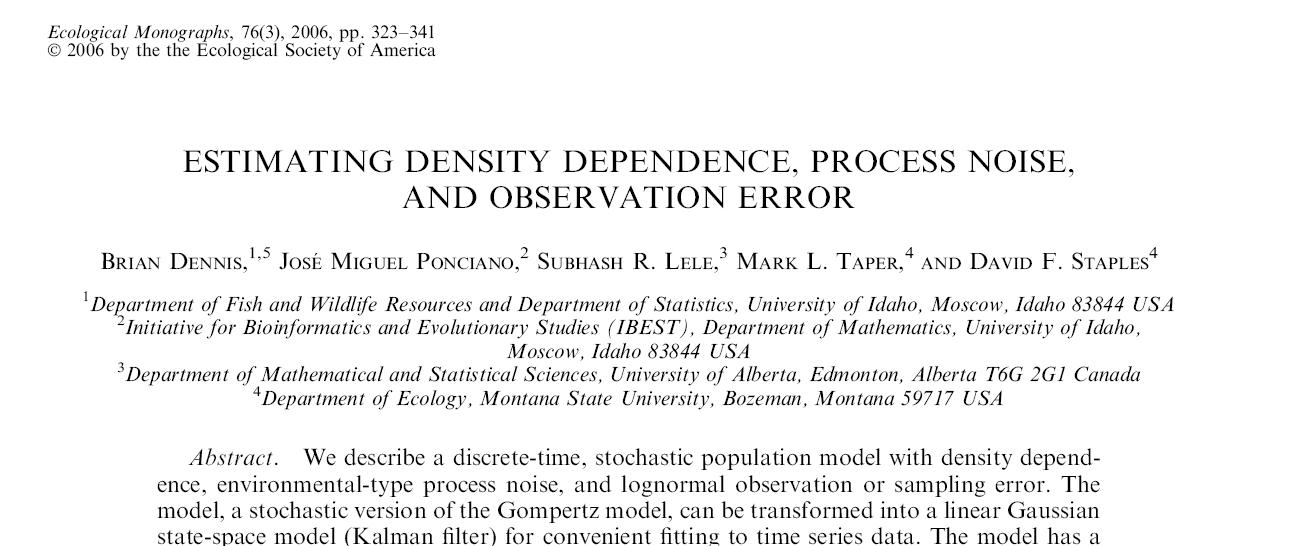 Ecological Monographs, 76(3), 2006, pp. 323–341
© 2006 by the the Ecological Society of America
ESTIMATING DENSITY DEPENDENCE, PROCESS NOISE,
AND OBSERVATION ERROR
BRIAN DENNIS,1,5 JOSÉ MIGUEL PONCIANO,2 SUBHASH R. LELE,3 MARK L. TAPER,4 AND DAVID F. STAPLES4
1Department of Fish and Wildlife Resources and Department of Statistics, University of Idaho, Moscow, Idaho 83844 USA
2Initiative for Bioinformatics and Evolutionary Studies (IBEST), Department of Mathematics, University of Idaho,
Moscow, Idaho 83844 USA
3Department of Mathematical and Statistical Sciences, University of Alberta, Edmonton, Alberta T6G 2G1 Canada
4Department of Ecology, Montana State University, Bozeman, Montana 59717 USA
Abstract. We describe a discrete-time, stochastic population model with density depend-
ence, environmental-type process noise, and lognormal observation or sampling error. The
model, a stochastic version of the Gompertz model, can be transformed into a linear Gaussian
state-space model (Kalman filter) for convenient fitting to time series data. The model has a